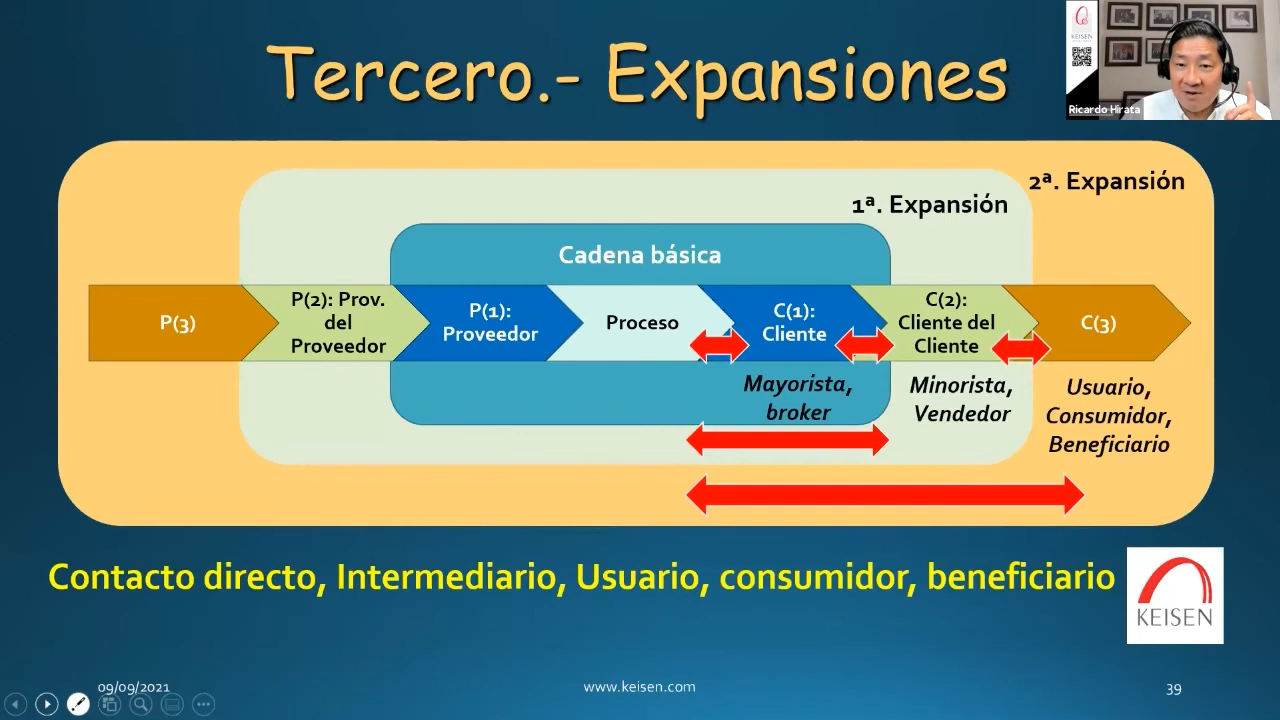 Tercero.- Expansiones
KEISEN
Ricardo Hirata
2ª. Expansión
1ª. Expansión
Cadena básica
P(3)
P(2): Prov.
del
Proveedor
P(1):
Proveedor
Proceso
C(1):
Cliente
C(2):
Cliente del
Cliente
C(3)
Mayorista,
broker
Minorista,
Vendedor
Usuario,
Consumidor,
Beneficiario
Contacto directo, Intermediario, Usuario, consumidor, beneficiario
KEISEN
09/09/2021
www.keisen.com
39